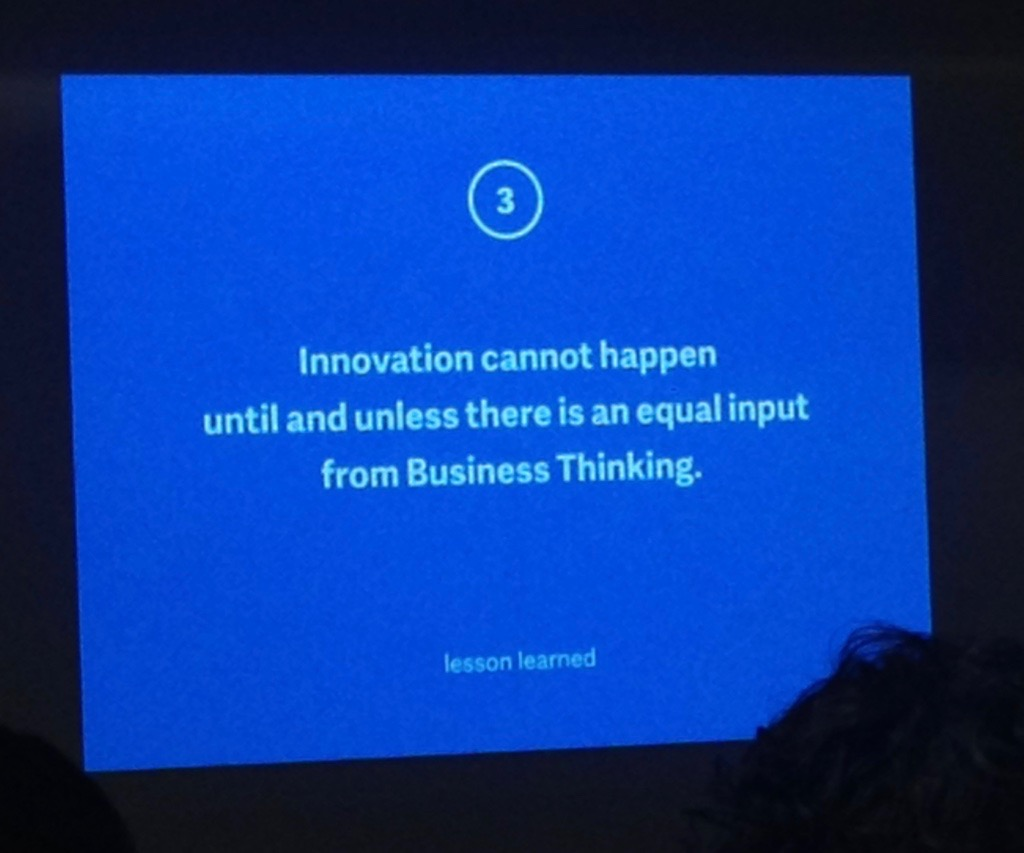 3
Innovation cannot happen
until and unless there is an equal input
from Business Thinking.
lesson learned